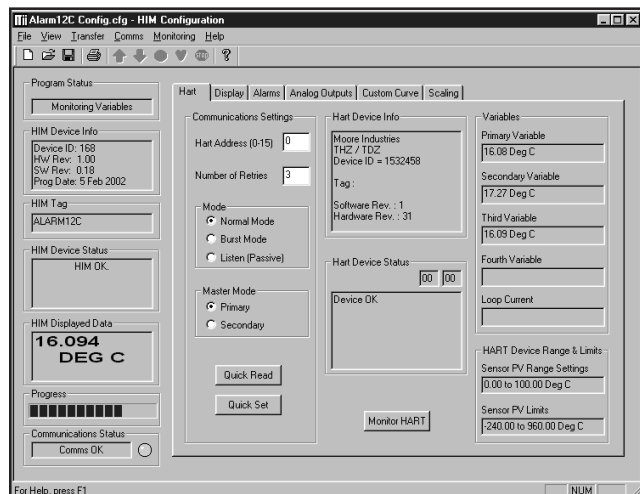 Alarm12C Config.cfg - HIM Configuration
File View Transfer Comms Monitoring Help
Program Status
Monitoring Variables
HIM Device Info
Device ID: 168
HW Rev: 1.00
SW Rev: 0.18
Prog Date: 5 Feb 2002
HIM Tag
ALARM12C
HIM Device Status
HIM OK.
HIM Displayed Data
16.094
DEG C
Progress
Communications Status
Comms OK
Hart Display Alarms Analog Outputs Custom Curve Scaling
Communications Settings
Hart Address (0-15) 0
Number of Retries 3
Mode
Normal Mode
Burst Mode
Listen (Passive)
Master Mode
Primary
Secondary
Quick Read
Quick Set
Hart Device Info
Moore Industries
THZ / TDZ
Device ID = 1532458
Tag :
Software Rev. : 1
Hardware Rev. : 31
Hart Device Status
00 00
Device OK
Monitor HART
Variables
Primary Variable
16.08 Deg C
Secondary Variable
17.27 Deg C
Third Variable
16.09 Deg C
Fourth Variable
Loop Current
HART Device Range & Limits
Sensor PV Range Settings
0.00 to 100.00 Deg C
Sensor PV Limits
-240.00 to 960.00 Deg C
For Help, press F1
NUM